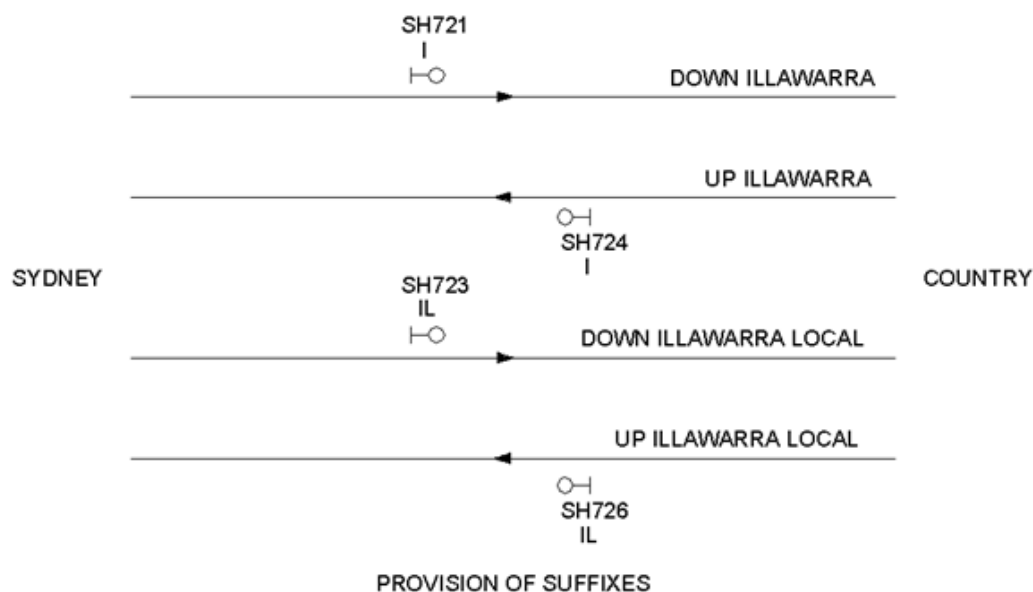 SH721
I
DOWN ILLAWARRA
UP ILLAWARRA
SH724
I
SYDNEY
COUNTRY
SH723
IL
DOWN ILLAWARRA LOCAL
UP ILLAWARRA LOCAL
SH726
IL
PROVISION OF SUFFIXES